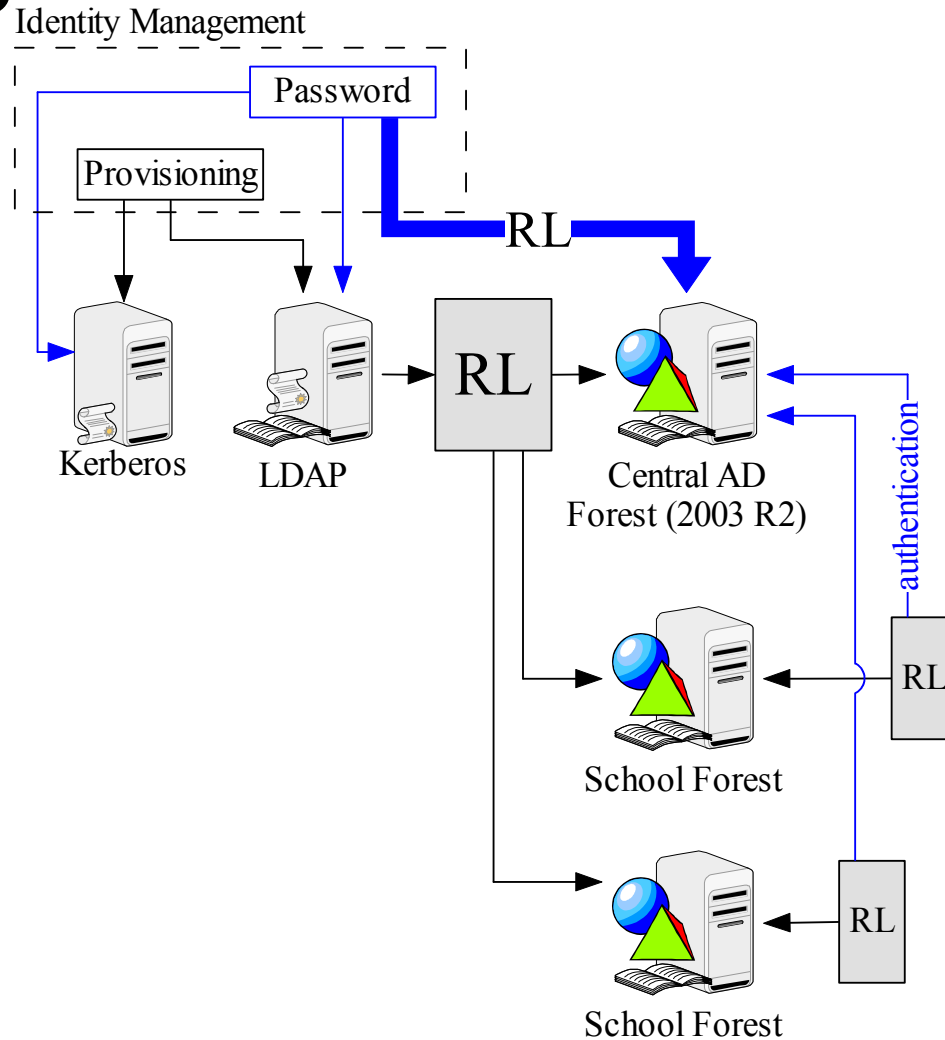 Identity Management
Password
Provisioning
RL
RL
Kerberos
LDAP
Central AD
Forest (2003 R2)
authentication
RL
School Forest
RL
School Forest